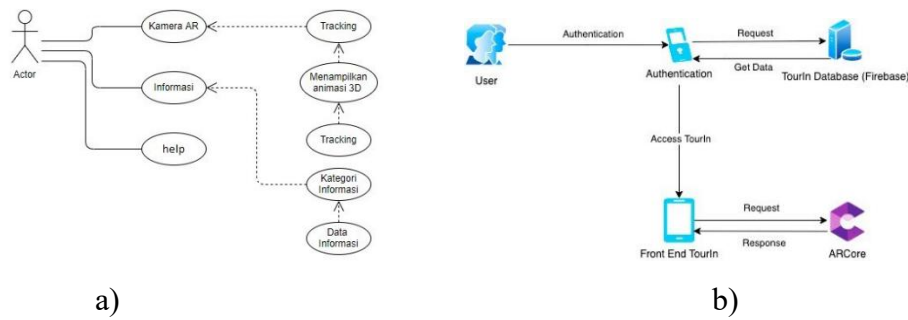 Kamera AR
Tracking
Actor
Menampilkan
animasi 3D
Informasi
Tracking
help
Kategori
Informasi
Data
Informasi
a)
Authentication
Request
Get Data
User
Authentication
TourIn Database (Firebase)
Access TourIn
Request
Response
Front End TourIn
ARCore
b)